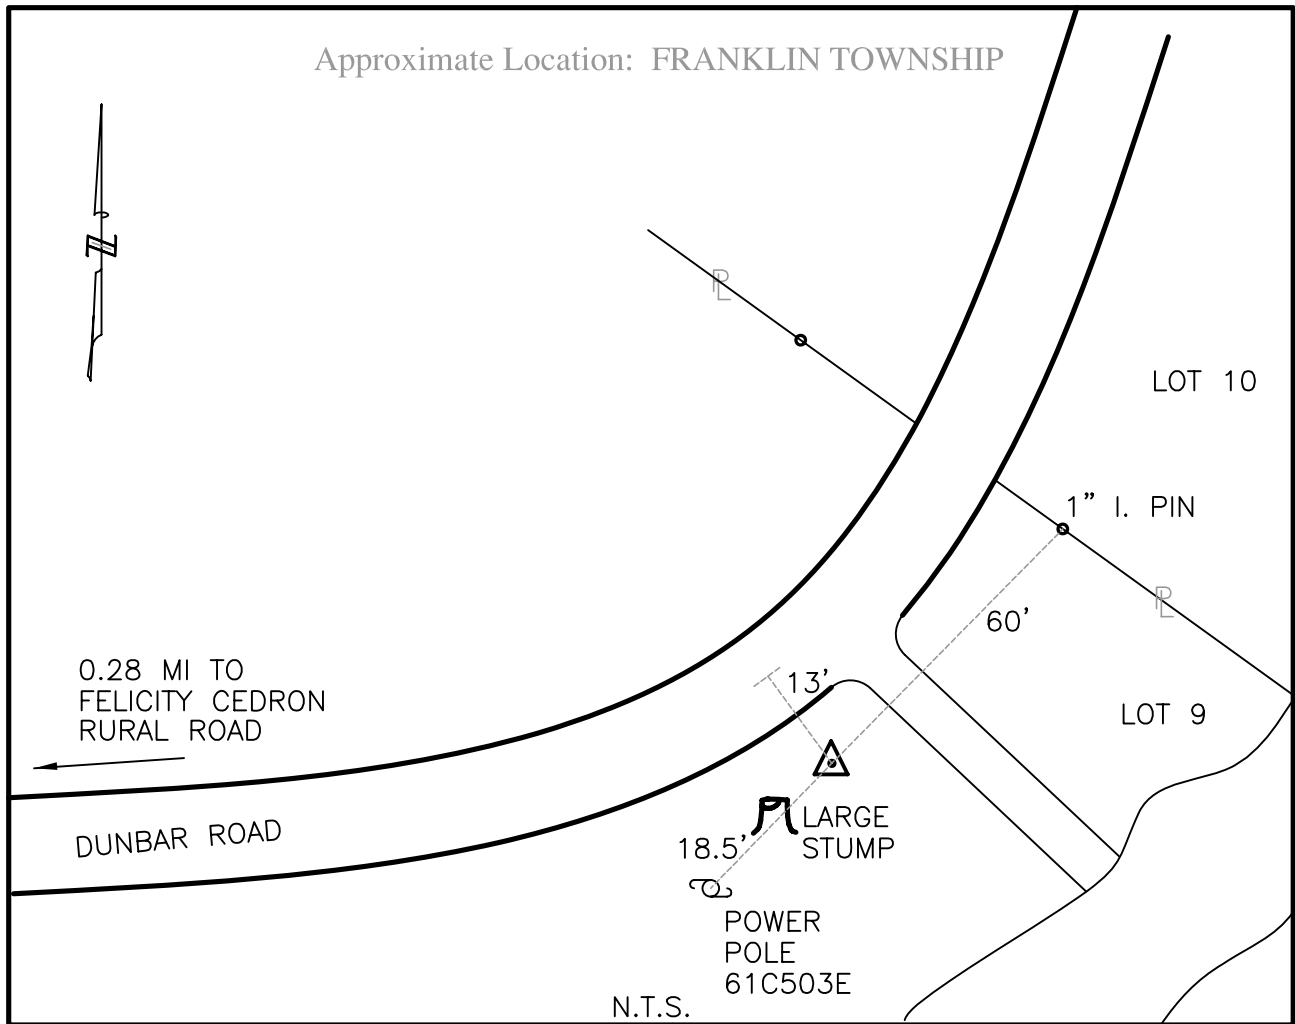 Approximate Location: FRANKLIN TOWNSHIP
N
PL
LOT 10
1” I. PIN
PL
60’
0.28 MI TO
FELICITY CEDRON
RURAL ROAD
13’
LOT 9
DUNBAR ROAD
LARGE
STUMP
18.5’
POWER
POLE
61C503E
N.T.S.